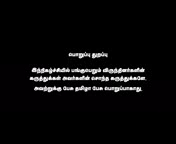 பொறுப்பு துறப்பு
இந்நிகழ்ச்சியில் பங்குபெறும் விருந்தினர்களின்
கருத்துக்கள் அவர்களின் சொந்த கருத்துக்களே.
அவற்றுக்கு பேசு தமிழா பேசு பொறுப்பாகாது.